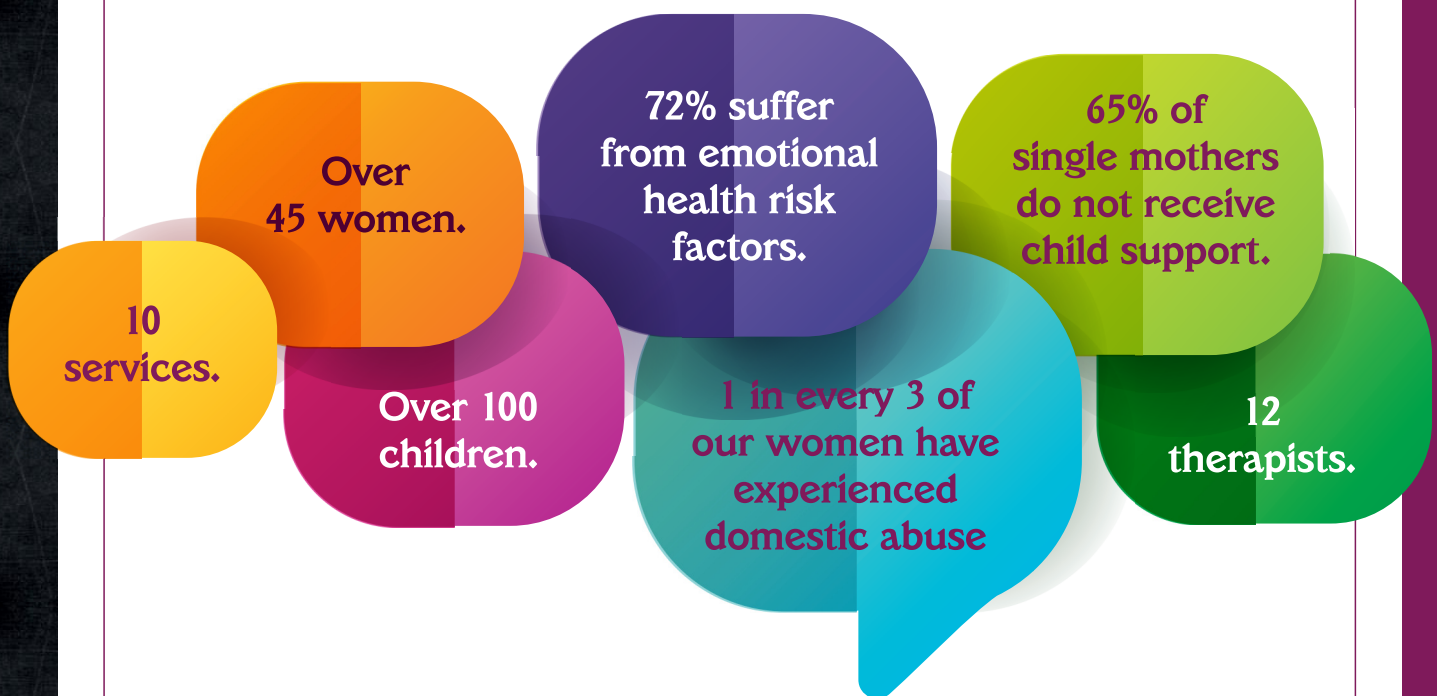 10
services.
Over
45 women.
Over 100
children.
72% suffer
from emotional
health risk
factors.
1 in every 3 of
our women have
experienced
domestic abuse
65% of
single mothers
do not receive
child support.
12
therapists.